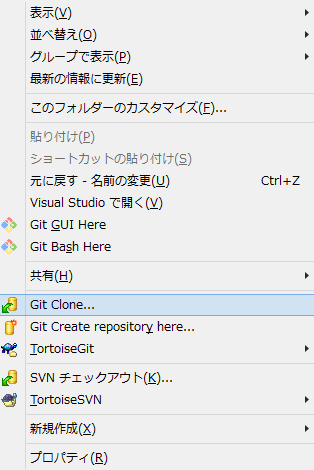 表示(V)
並べ替え(O)
グループで表示(P)
最新の情報に更新(E)
このフォルダーのカスタマイズ(F)...
貼り付け(P)
ショートカットの貼り付け(S)
元に戻す - 名前の変更(U) Ctrl+Z
Visual Studio で開く(V)
Git GUI Here
Git Bash Here
共有(H)
Git Clone...
Git Create repository here...
TortoiseGit
SVN チェックアウト(K)...
TortoiseSVN
新規作成(X)
プロパティ(R)